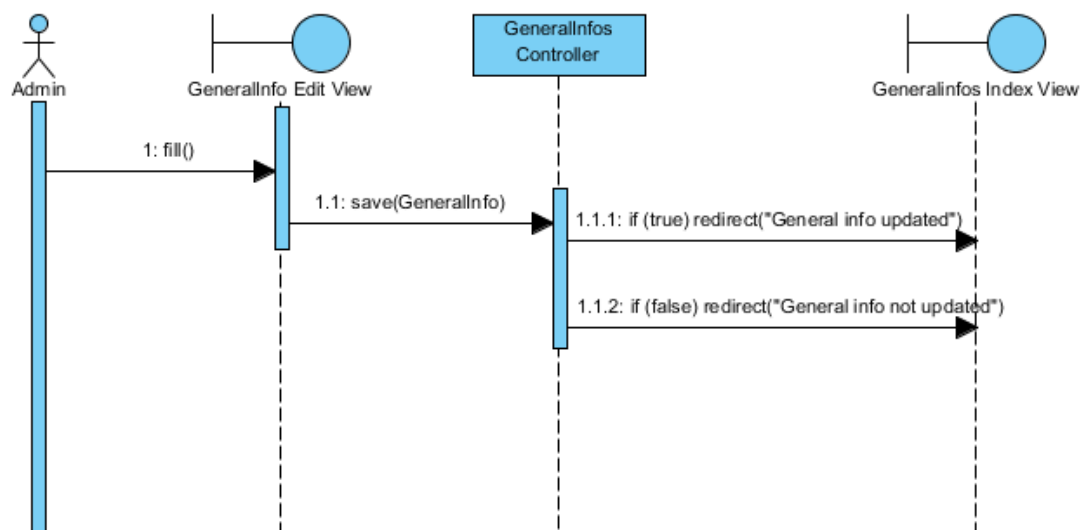 GeneralInfos
Controller
Admin
GeneralInfo Edit View
Generalinfos Index View
1: fill()
1.1: save(GeneralInfo)
1.1.1: if (true) redirect("General info updated")
1.1.2: if (false) redirect("General info not updated")